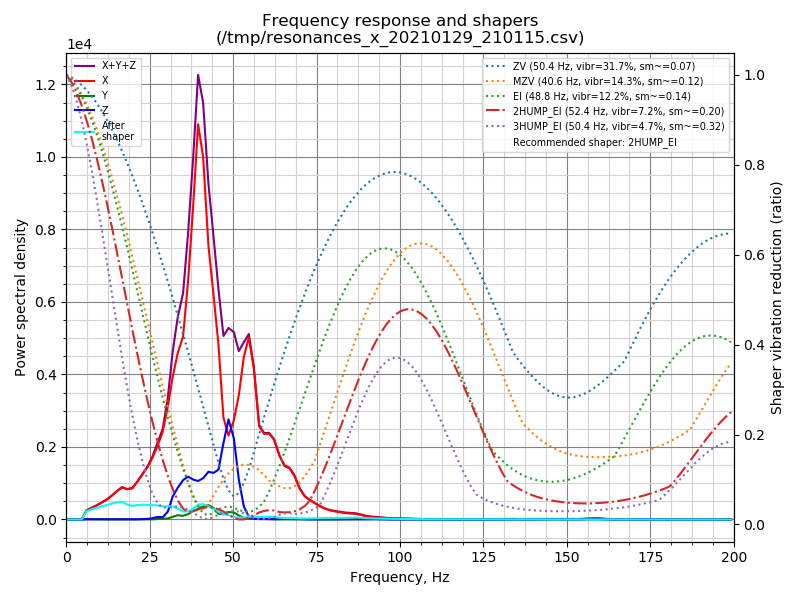 Frequency response and shapers
(/tmp/resonances_x_20210129_210115.csv)
1e4
X+Y+Z
X
Y
Z
After
shaper
ZV (50.4 Hz, vibr=31.7%, sm~=0.07)
MZV (40.6 Hz, vibr=14.3%, sm~=0.12)
EI (48.8 Hz, vibr=12.2%, sm~=0.14)
2HUMP_EI (52.4 Hz, vibr=7.2%, sm~=0.20)
3HUMP_EI (50.4 Hz, vibr=4.7%, sm~=0.32)
Recommended shaper: 2HUMP_EI
1.2
1.0
0.8
0.6
0.4
0.2
0.0
Power spectral density
1.0
0.8
0.6
0.4
0.2
0.0
Shaper vibration reduction (ratio)
0 25 50 75 100 125 150 175 200
Frequency, Hz